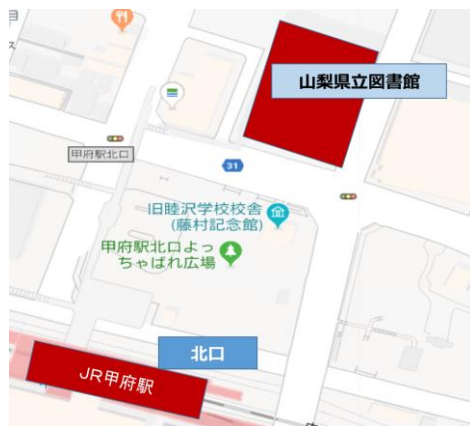 山梨県立図書館
甲府駅北口
31
旧睦沢学校校舎
(藤村記念館)
甲府駅北口よっ
ちゃばれ広場
北口
JR甲府駅